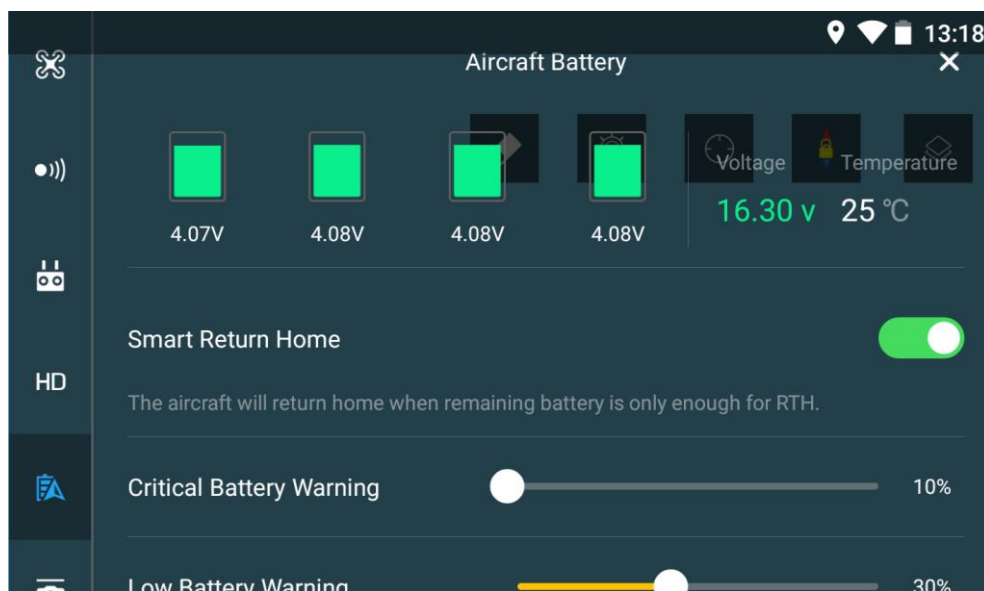 13:18
Aircraft Battery
Voltage Temperature
16.30 v 25 °C
4.07V 4.08V 4.08V 4.08V
Smart Return Home
HD
The aircraft will return home when remaining battery is only enough for RTH.
Critical Battery Warning 10%
Low Battery Warning 30%